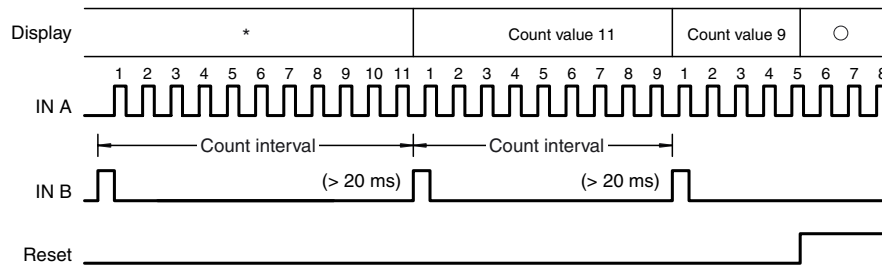 Display * Count value 11 Count value 9 ○
1 2 3 4 5 6 7 8 9 10 11 1 2 3 4 5 6 7 8 9 1 2 3 4 5 6 7 8
IN A
Count interval Count interval
IN B (> 20 ms) (> 20 ms)
Reset